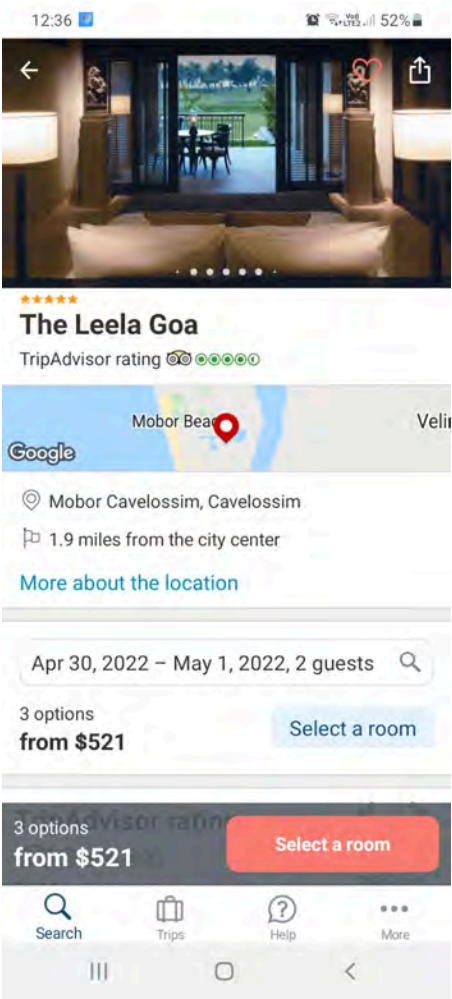 12:36
52%
The Leela Goa
TripAdvisor rating
Mobor Beac
Velin
Google
Mobor Cavelossim, Cavelossim
1.9 miles from the city center
More about the location
Apr 30, 2022 – May 1, 2022, 2 guests
3 options
from $521
Select a room
3 options
from $521
Select a room
Search
Trips
Help
More